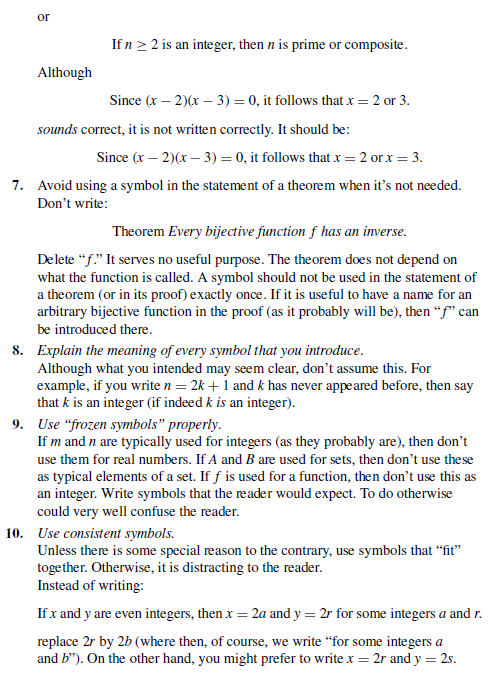 or
If n ≥ 2 is an integer, then n is prime or composite.
Although
Since (x − 2)(x − 3) = 0, it follows that x = 2 or 3.
sounds correct, it is not written correctly. It should be:
Since (x − 2)(x − 3) = 0, it follows that x = 2 or x = 3.
7. Avoid using a symbol in the statement of a theorem when it's not needed.
Don't write:
Theorem Every bijective function f has an inverse.
Delete “f.” It serves no useful purpose. The theorem does not depend on
what the function is called. A symbol should not be used in the statement of
a theorem (or in its proof) exactly once. If it is useful to have a name for an
arbitrary bijective function in the proof (as it probably will be), then “f” can
be introduced there.
8. Explain the meaning of every symbol that you introduce.
Although what you intended may seem clear, don't assume this. For
example, if you write n = 2k + 1 and k has never appeared before, then say
that k is an integer (if indeed k is an integer).
9. Use “frozen symbols” properly.
If m and n are typically used for integers (as they probably are), then don't
use them for real numbers. If A and B are used for sets, then don't use these
as typical elements of a set. If f is used for a function, then don't use this as
an integer. Write symbols that the reader would expect. To do otherwise
could very well confuse the reader.
10. Use consistent symbols.
Unless there is some special reason to the contrary, use symbols that “fit”
together. Otherwise, it is distracting to the reader.
Instead of writing:
If x and y are even integers, then x = 2a and y = 2r for some integers a and r.
replace 2r by 2b (where then, of course, we write “for some integers a
and b”). On the other hand, you might prefer to write x = 2r and y = 2s.